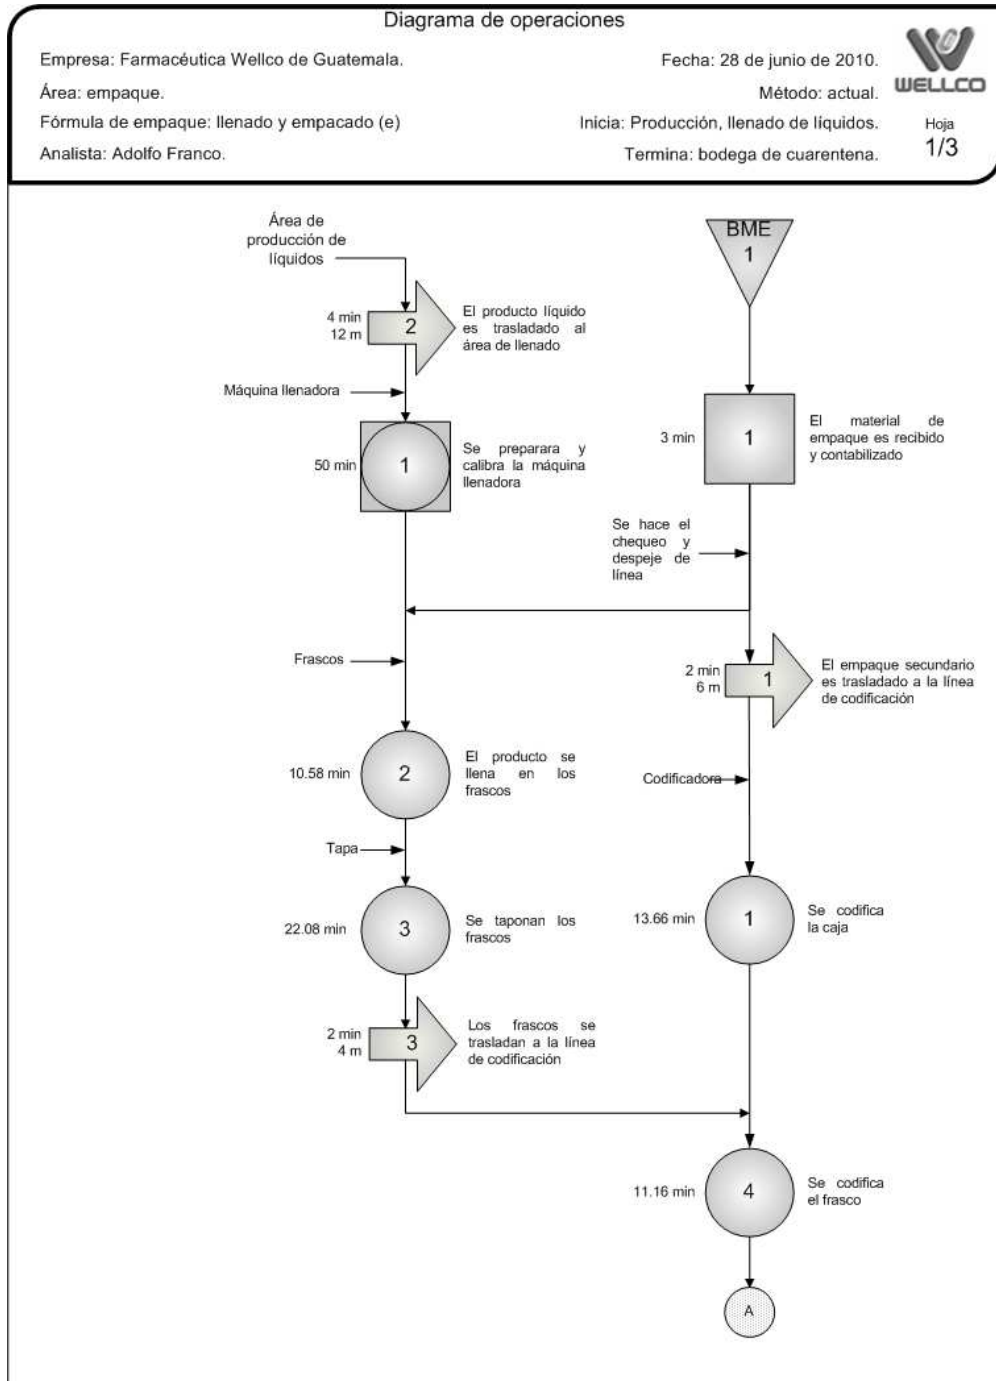 Diagrama de operaciones
Empresa: Farmacéutica Wellco de Guatemala.
Fecha: 28 de junio de 2010.
WELLCO
Área: empaque.
Método: actual.
Fórmula de empaque: llenado y empacado (e)
Inicia: Producción, llenado de líquidos.
Hoja
Analista: Adolfo Franco.
Termina: bodega de cuarentena.
1/3
Área de
producción de
líquidos
BME
1
4 min
12 m
2
El producto líquido
es trasladado al
área de llenado
Máquina llenadora
50 min
1
Se preparara y
calibra la máquina
llenadora
3 min
1
El material de
empaque es recibido
y contabilizado
Se hace el
chequeo y
despeje de
línea
Frascos
2 min
6 m
1
El empaque secundario
es trasladado a la línea
de codificación
10.58 min
2
El producto se
llena en los
frascos
Codificadora
Tapa
22.08 min
3
Se taponan los
frascos
13.66 min
1
Se codifica
la caja
2 min
4 m
3
Los frascos se
trasladan a la línea
de codificación
11.16 min
4
Se codifica
el frasco
A